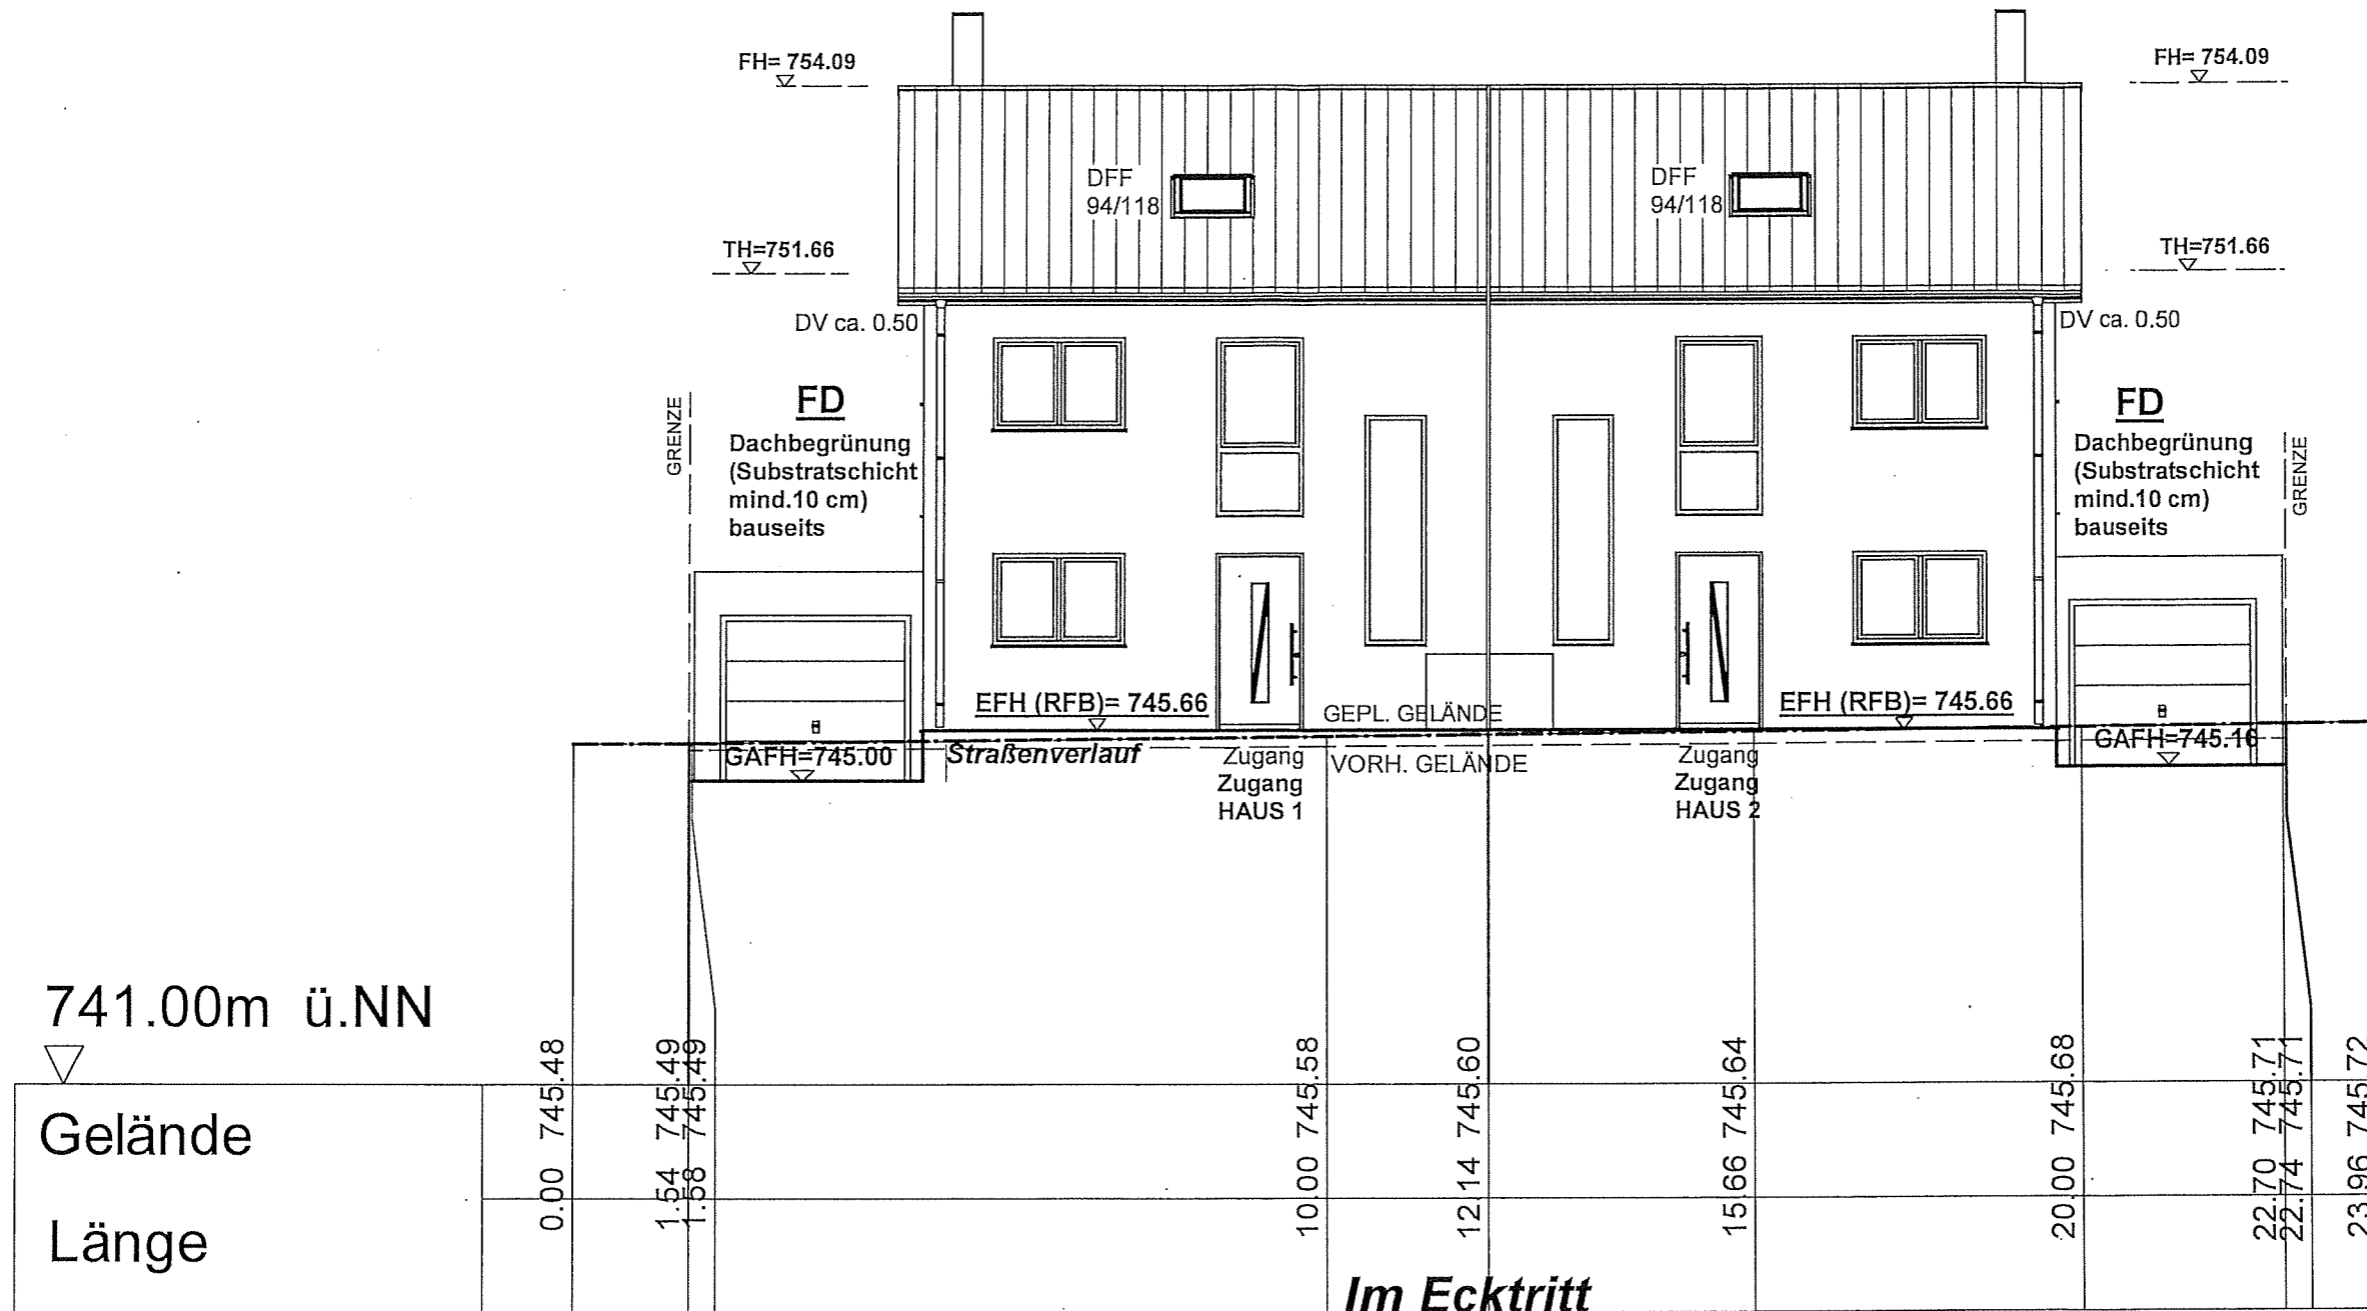 FH= 754.09
FH= 754.09
DFF
94/118
DFF
94/118
TH=751.66
TH=751.66
DV ca. 0.50
DV ca. 0.50
GRENZE
FD
Dachbegrünung
(Substratschicht
mind.10 cm)
bauseits
FD
Dachbegrünung
(Substratschicht
mind.10 cm)
bauseits
GRENZE
EFH (RFB)= 745.66
GEPL. GELÄNDE
EFH (RFB)= 745.66
GAFH=745.00
Straßenverlauf
Zugang
Zugang
HAUS 1
VORH. GELÄNDE
Zugang
Zugang
HAUS 2
GAFH=745.16
741.00m ü.NN
Gelände
745.48
745.49
745.49
745.58
745.60
745.64
745.68
745.71
745.71
745.72
Länge
0.00
1.54
1.58
10.00
12.14
15.66
20.00
22.70
22.74
23.96
Im Ecktritt